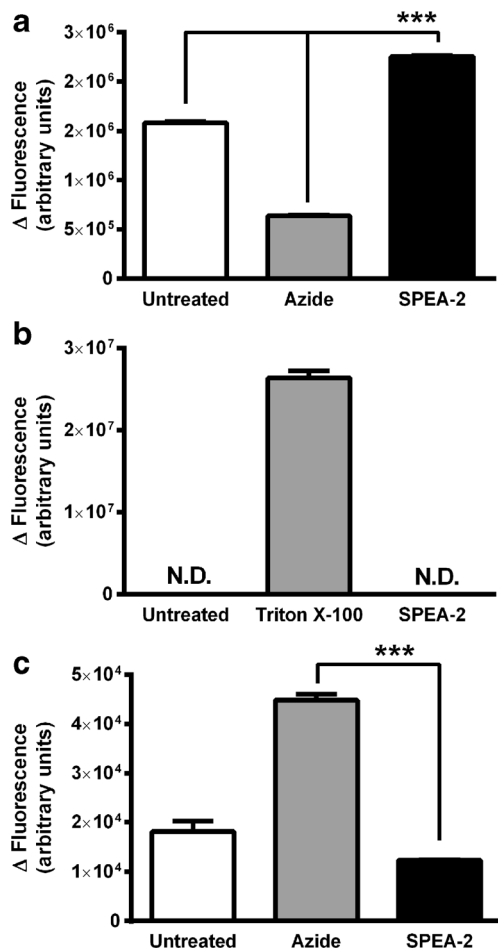 a
***
Δ Fluorescence
(arbitrary units)
3×10⁶
2×10⁶
2×10⁶
1×10⁶
5×10⁵
0
Untreated Azide SPEA-2
b
Δ Fluorescence
(arbitrary units)
3×10⁷
2×10⁷
1×10⁷
0
N.D. N.D.
Untreated Triton X-100 SPEA-2
c
***
Δ Fluorescence
(arbitrary units)
5×10⁴
4×10⁴
3×10⁴
2×10⁴
1×10⁴
0
Untreated Azide SPEA-2